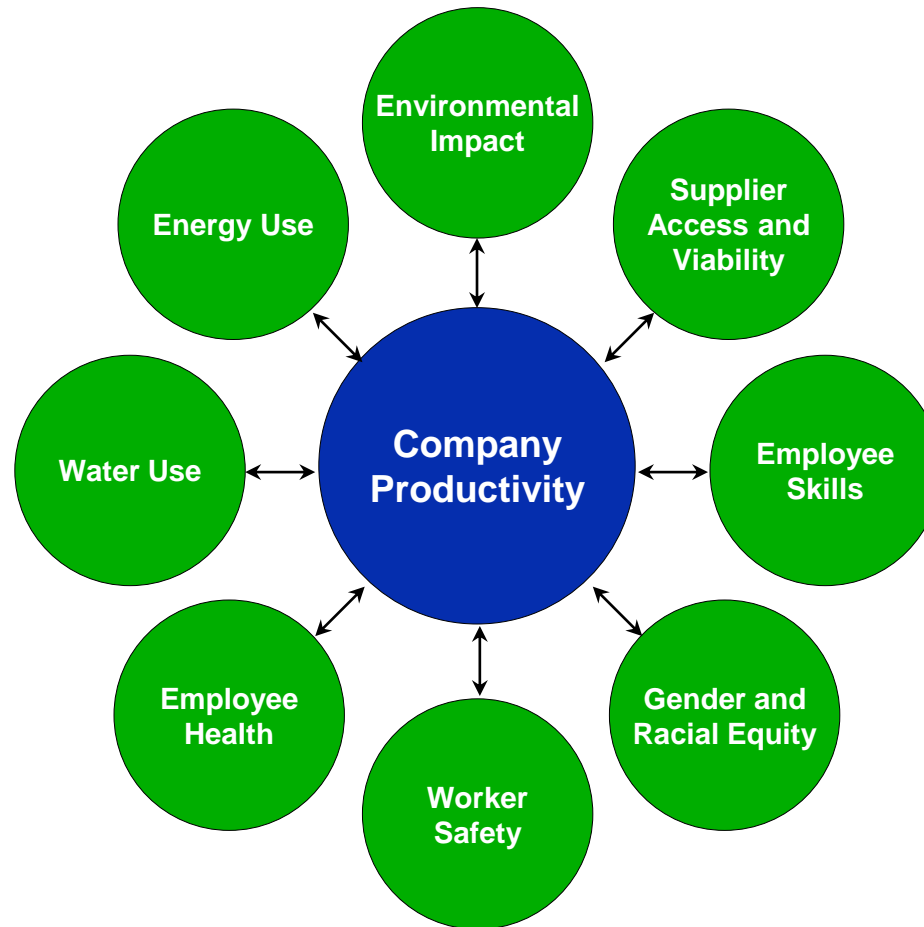 Environmental
Impact
Supplier
Access and
Viability
Energy Use
Company
Productivity
Water Use
Employee
Skills
Employee
Health
Gender and
Racial Equity
Worker
Safety